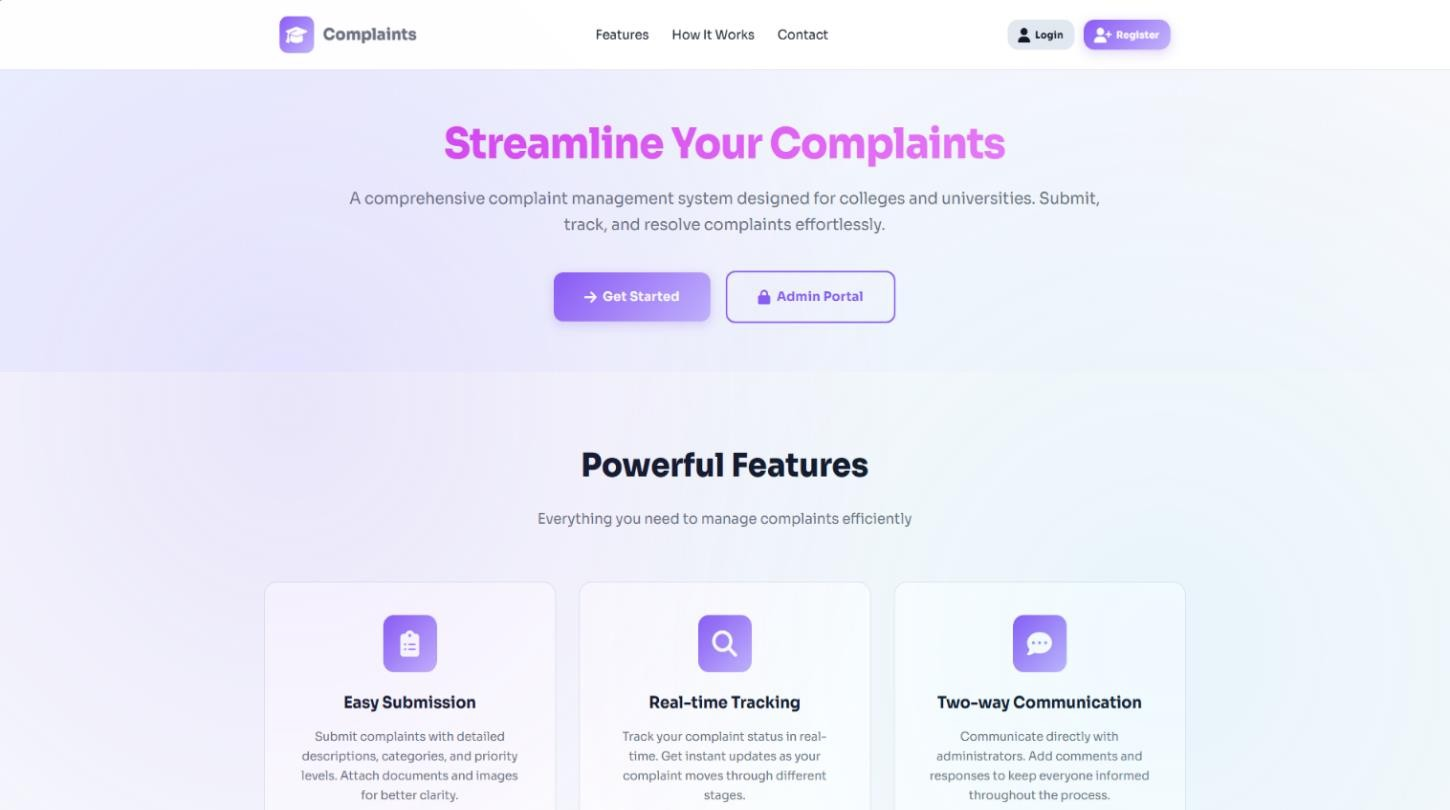 Complaints
Features
How It Works
Contact
Login
Register
Streamline Your Complaints
A comprehensive complaint management system designed for colleges and universities. Submit,
track, and resolve complaints effortlessly.
Get Started
Admin Portal
Powerful Features
Everything you need to manage complaints efficiently
Easy Submission
Submit complaints with detailed
descriptions, categories, and priority
levels. Attach documents and images
for better clarity.
Real-time Tracking
Track your complaint status in real-
time. Get instant updates as your
complaint moves through different
stages.
Two-way Communication
Communicate directly with
administrators. Add comments and
responses to keep everyone informed
throughout the process.